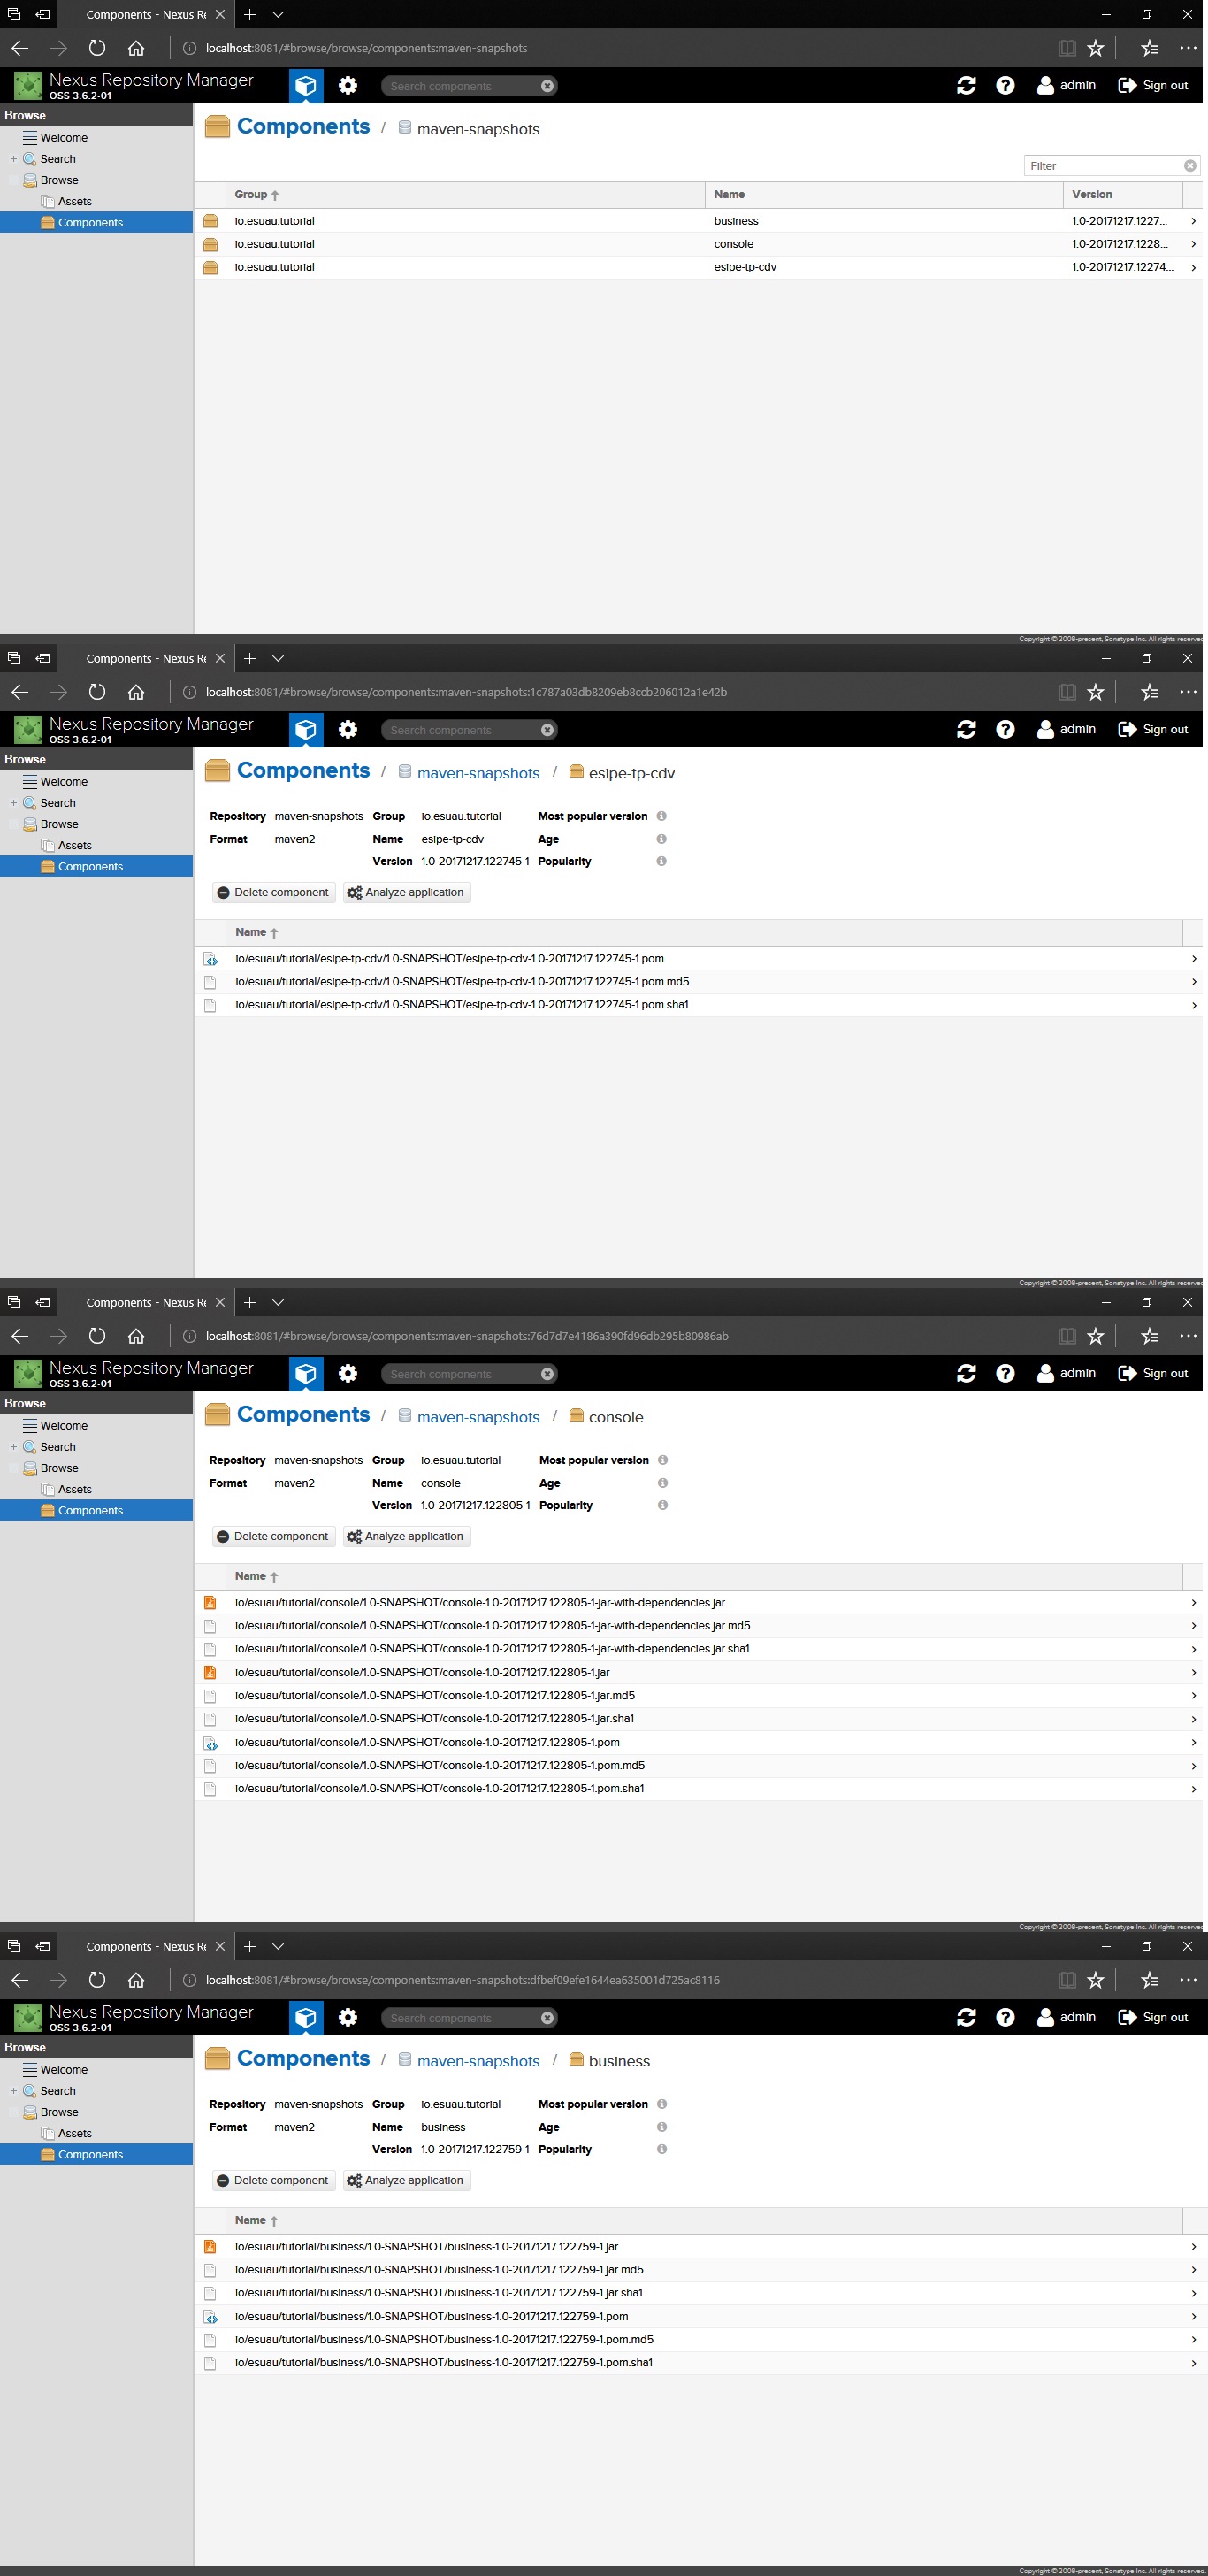 Components - Nexus Re
localhost:8081/#browse/browse/components:maven-snapshots
Nexus Repository Manager
OSS 3.6.2-01
Search components
admin
Sign out
Browse
Welcome
Search
Browse
Assets
Components
Components / maven-snapshots
Filter
Group Name Version
io.esuau.tutorial business 1.0-20171217.1227...
io.esuau.tutorial console 1.0-20171217.1228...
io.esuau.tutorial esipe-tp-cdv 1.0-20171217.12274...
Copyright © 2008-present, Sonatype Inc. All rights reserved
Components - Nexus Re
localhost:8081/#browse/browse/components:maven-snapshots:1c787a03db8209eb8ccb206012a1e42b
Nexus Repository Manager
OSS 3.6.2-01
Search components
admin
Sign out
Browse
Welcome
Search
Browse
Assets
Components
Components / maven-snapshots / esipe-tp-cdv
Repository maven-snapshots Group io.esuau.tutorial Most popular version
Format maven2 Name esipe-tp-cdv Age
Version 1.0-20171217.122745-1 Popularity
Delete component Analyze application
Name
io/esuau/tutorial/esipe-tp-cdv/1.0-SNAPSHOT/esipe-tp-cdv-1.0-20171217.122745-1.pom
io/esuau/tutorial/esipe-tp-cdv/1.0-SNAPSHOT/esipe-tp-cdv-1.0-20171217.122745-1.pom.md5
io/esuau/tutorial/esipe-tp-cdv/1.0-SNAPSHOT/esipe-tp-cdv-1.0-20171217.122745-1.pom.sha1
Copyright © 2008-present, Sonatype Inc. All rights reserved
Components - Nexus Re
localhost:8081/#browse/browse/components:maven-snapshots:76d7d7e4186a390fd96db295b80986ab
Nexus Repository Manager
OSS 3.6.2-01
Search components
admin
Sign out
Browse
Welcome
Search
Browse
Assets
Components
Components / maven-snapshots / console
Repository maven-snapshots Group io.esuau.tutorial Most popular version
Format maven2 Name console Age
Version 1.0-20171217.122805-1 Popularity
Delete component Analyze application
Name
io/esuau/tutorial/console/1.0-SNAPSHOT/console-1.0-20171217.122805-1-jar-with-dependencies.jar
io/esuau/tutorial/console/1.0-SNAPSHOT/console-1.0-20171217.122805-1-jar-with-dependencies.jar.md5
io/esuau/tutorial/console/1.0-SNAPSHOT/console-1.0-20171217.122805-1-jar-with-dependencies.jar.sha1
io/esuau/tutorial/console/1.0-SNAPSHOT/console-1.0-20171217.122805-1.jar
io/esuau/tutorial/console/1.0-SNAPSHOT/console-1.0-20171217.122805-1.jar.md5
io/esuau/tutorial/console/1.0-SNAPSHOT/console-1.0-20171217.122805-1.jar.sha1
io/esuau/tutorial/console/1.0-SNAPSHOT/console-1.0-20171217.122805-1.pom
io/esuau/tutorial/console/1.0-SNAPSHOT/console-1.0-20171217.122805-1.pom.md5
io/esuau/tutorial/console/1.0-SNAPSHOT/console-1.0-20171217.122805-1.pom.sha1
Copyright © 2008-present, Sonatype Inc. All rights reserved
Components - Nexus Re
localhost:8081/#browse/browse/components:maven-snapshots:dfbef09efe1644ea635001d725ac8116
Nexus Repository Manager
OSS 3.6.2-01
Search components
admin
Sign out
Browse
Welcome
Search
Browse
Assets
Components
Components / maven-snapshots / business
Repository maven-snapshots Group io.esuau.tutorial Most popular version
Format maven2 Name business Age
Version 1.0-20171217.122759-1 Popularity
Delete component Analyze application
Name
io/esuau/tutorial/business/1.0-SNAPSHOT/business-1.0-20171217.122759-1.jar
io/esuau/tutorial/business/1.0-SNAPSHOT/business-1.0-20171217.122759-1.jar.md5
io/esuau/tutorial/business/1.0-SNAPSHOT/business-1.0-20171217.122759-1.jar.sha1
io/esuau/tutorial/business/1.0-SNAPSHOT/business-1.0-20171217.122759-1.pom
io/esuau/tutorial/business/1.0-SNAPSHOT/business-1.0-20171217.122759-1.pom.md5
io/esuau/tutorial/business/1.0-SNAPSHOT/business-1.0-20171217.122759-1.pom.sha1
Copyright © 2008-present, Sonatype Inc. All rights reserved.